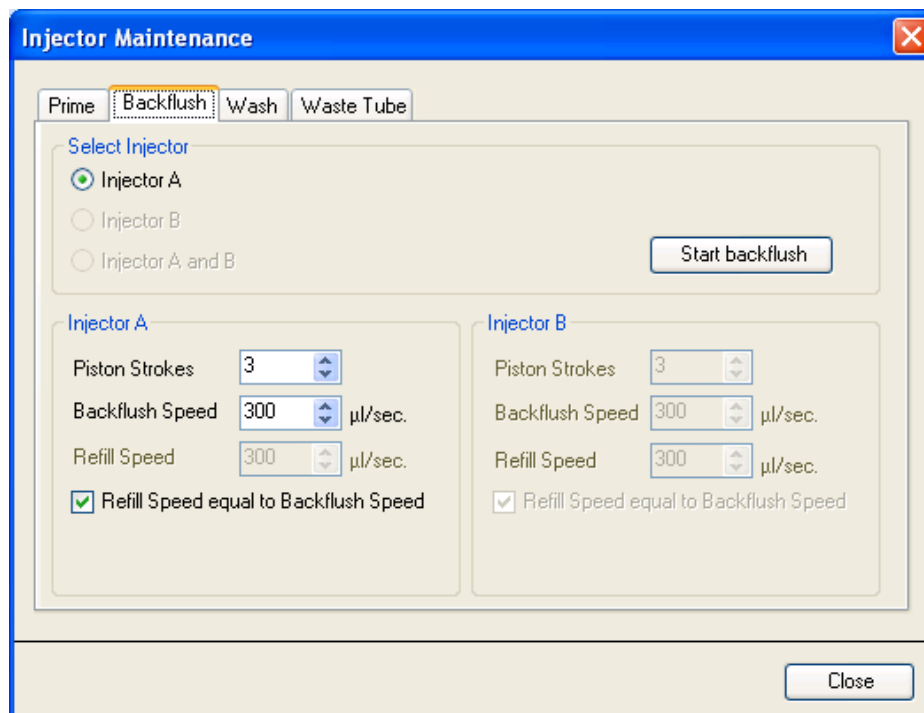 Injector Maintenance
Prime Backflush Wash Waste Tube
Select Injector
Injector A
Injector B
Injector A and B
Start backflush
Injector A
Piston Strokes 3
Backflush Speed 300 µl/sec.
Refill Speed 300 µl/sec.
Refill Speed equal to Backflush Speed
Injector B
Piston Strokes 3
Backflush Speed 300 µl/sec.
Refill Speed 300 µl/sec.
Refill Speed equal to Backflush Speed
Close